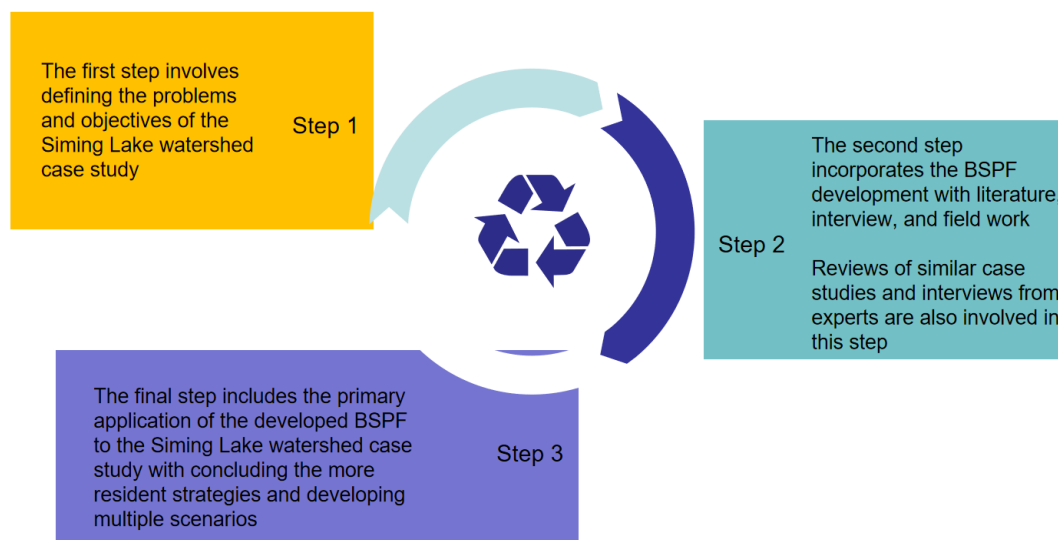 The first step involves
defining the problems
and objectives of the
Siming Lake watershed
case study
Step 1
The second step
incorporates the BSPF
development with literature,
interview, and field work
Reviews of similar case
studies and interviews from
experts are also involved in
this step
Step 2
The final step includes the primary
application of the developed BSPF
to the Siming Lake watershed case
study with concluding the more
resident strategies and developing
multiple scenarios
Step 3